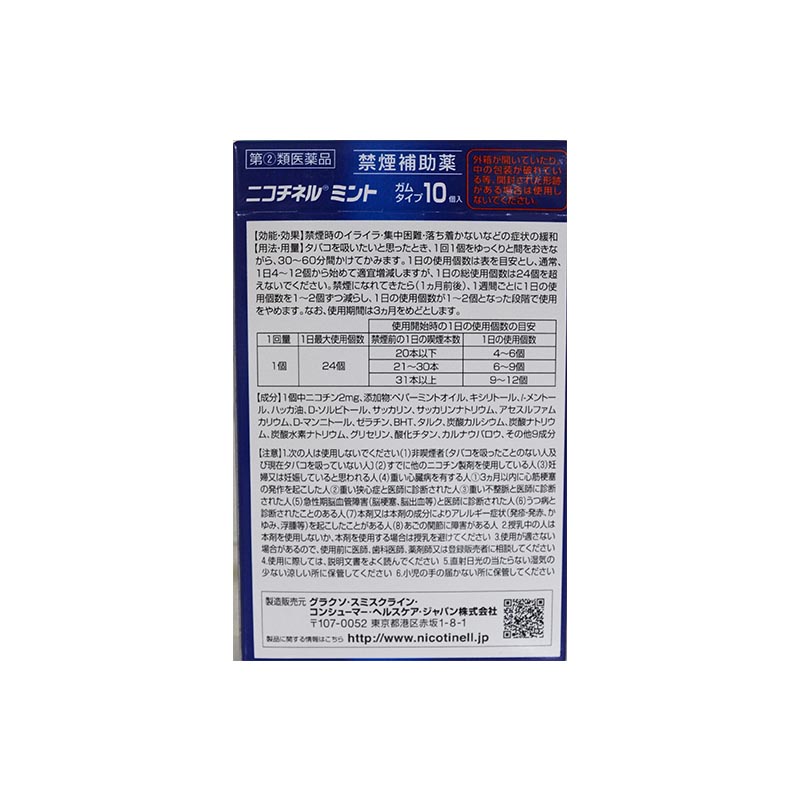 第②類医薬品
禁煙補助薬
ニコチネル® ミント ガムタイプ 10個入
外箱が開いていたり、
中の包装が破れてい
る等、開封された形跡
がある場合は使用し
ないでください
【効能・効果】禁煙時のイライラ・集中困難・落ち着かないなどの症状の緩和
【用法・用量】タバコを吸いたいと思ったとき、1回1個をゆっくりと間をおきな
がら、30〜60分間かけてかみます。1日の使用個数は表を目安とし、通常、
1日4〜12個から始めて適宜増減しますが、1日の総使用個数は24個を超
えないでください。禁煙になれてきたら(1ヵ月前後)、1週間ごとに1日の使
用個数を1〜2個ずつ減らし、1日の使用個数が1〜2個となった段階で使用
をやめます。なお、使用期間は3ヵ月をめどとします。
使用開始時の1日の使用個数の目安
1回量 1日最大使用個数 禁煙前の1日の喫煙本数 1日の使用個数
1個 24個
20本以下 4〜6個
21〜30本 6〜9個
31本以上 9〜12個
【成分】1個中ニコチン2mg、添加物:ペパーミントオイル、キシリトール、l-メントー
ル、ハッカ油、D-ソルビトール、サッカリン、サッカリンナトリウム、アセスルファム
カリウム、D-マンニトール、ゼラチン、BHT、タルク、炭酸カルシウム、炭酸ナトリウ
ム、炭酸水素ナトリウム、グリセリン、酸化チタン、カルナウバロウ、その他9成分
【注意】1.次の人は使用しないでください(1)非喫煙者(タバコを吸ったことのない人及
び現在タバコを吸っていない人)(2)すでに他のニコチン製剤を使用している人(3)妊
婦又は妊娠していると思われる人(4)重い心臓病を有する人①3ヵ月以内に心筋梗塞
の発作を起こした人②重い狭心症と医師に診断された人③重い不整脈と医師に診断
された人(5)急性期脳血管障害(脳梗塞、脳出血等)と医師に診断された人(6)うつ病と
診断されたことのある人(7)本剤又は本剤の成分によりアレルギー症状(発疹・発赤、か
ゆみ、浮腫等)を起こしたことがある人(8)あごの関節に障害がある人 2.授乳中の人は
本剤を使用しないか、本剤を使用する場合は授乳を避けてください 3.使用が適さない
場合があるので、使用前に医師、歯科医師、薬剤師又は登録販売者に相談してください
4.使用に際しては、説明文書をよく読んでください 5.直射日光の当たらない湿気の
少ない涼しい所に保管してください 6.小児の手の届かない所に保管してください
製造販売元 グラクソ・スミスクライン・
コンシューマー・ヘルスケア・ジャパン株式会社
〒107-0052 東京都港区赤坂1-8-1
製品に関する情報はこちら http://www.nicotinell.jp